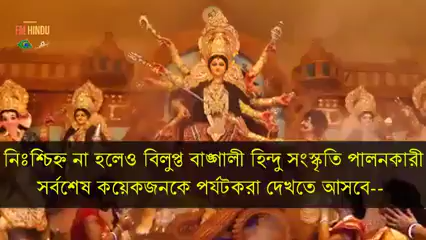 FM HINDU
নিঃশ্চিহ্ন না হলেও বিলুপ্ত বাঙ্গালী হিন্দু সংস্কৃতি পালনকারী
সর্বশেষ কয়েকজনকে পর্যটকরা দেখতে আসবে--